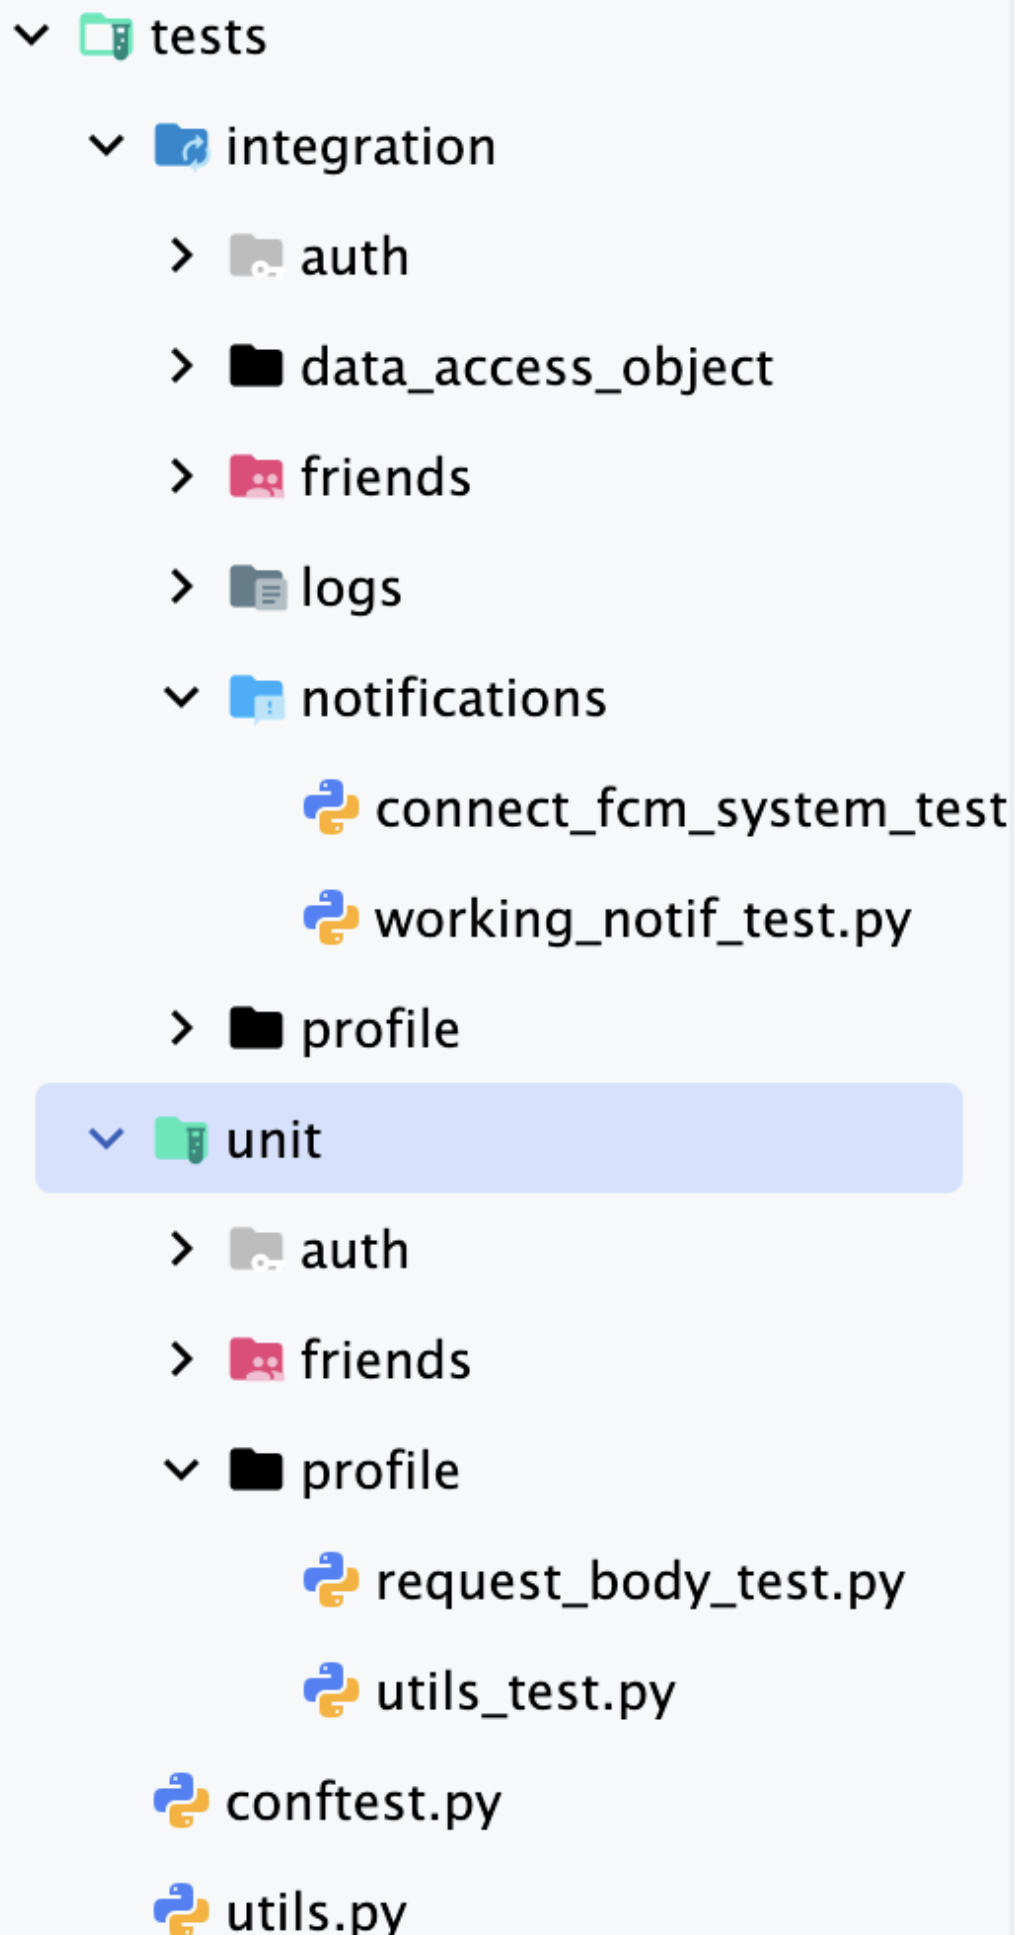 tests
integration
auth
data_access_object
friends
logs
notifications
connect_fcm_system_test
working_notif_test.py
profile
unit
auth
friends
profile
request_body_test.py
utils_test.py
conftest.py
utils.py